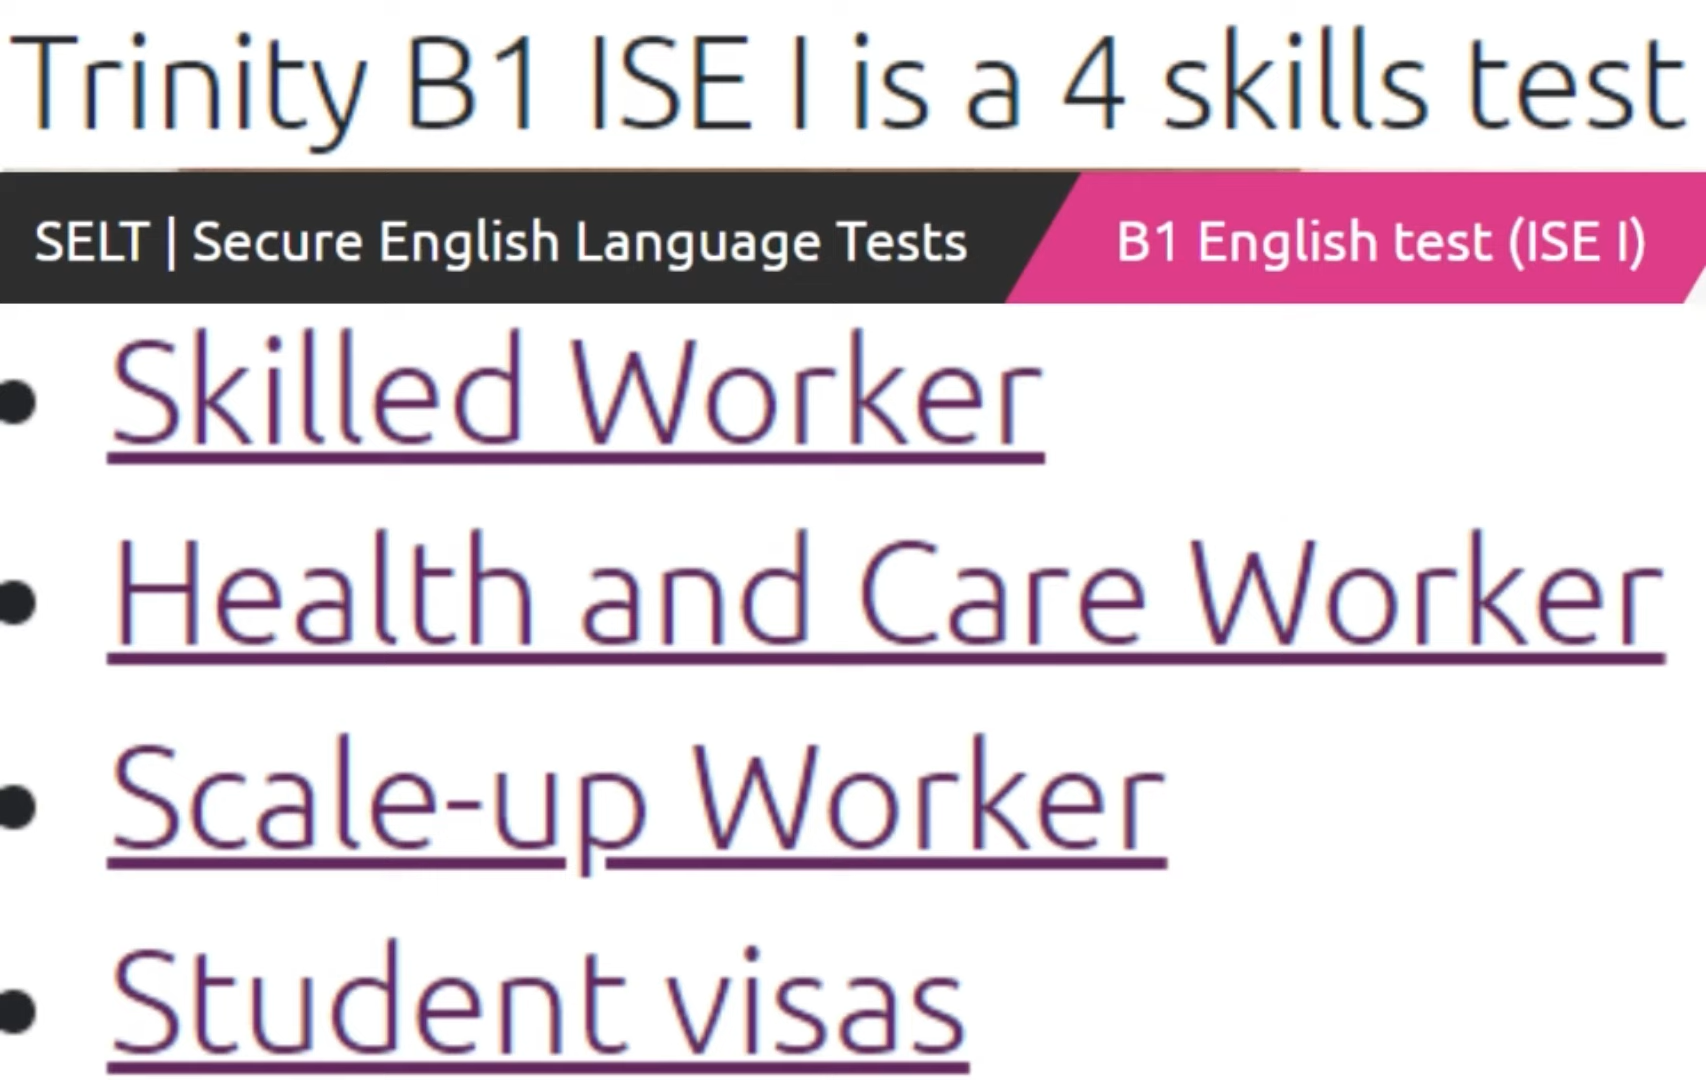 Trinity B1 ISE I is a 4 skills test
SELT | Secure English Language Tests B1 English test (ISE I)
• Skilled Worker
• Health and Care Worker
• Scale-up Worker
• Student visas